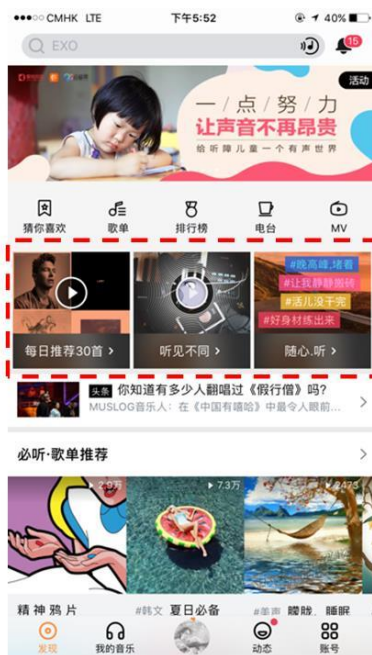 CMHK LTE 下午5:52 40%
EXO
15
活动
一/点/努/力
让声音不再昂贵
给听障儿童一个有声世界
猜你喜欢 歌单 排行榜 电台 MV
#晚高峰,堵着
#让我静静搬砖
#活儿没干完
#好身材练出来
每日推荐30首 > 听见不同 > 随心.听 >
头条 你知道有多少人翻唱过《假行僧》吗?
MUSLOG音乐人：在《中国有嘻哈》中最令人眼前...
必听·歌单推荐
2.0万 7.3万 2473
精神鸦片 #韩文 夏日必备 #美声 朦胧 睡眠
发现 我的音乐 动态 账号